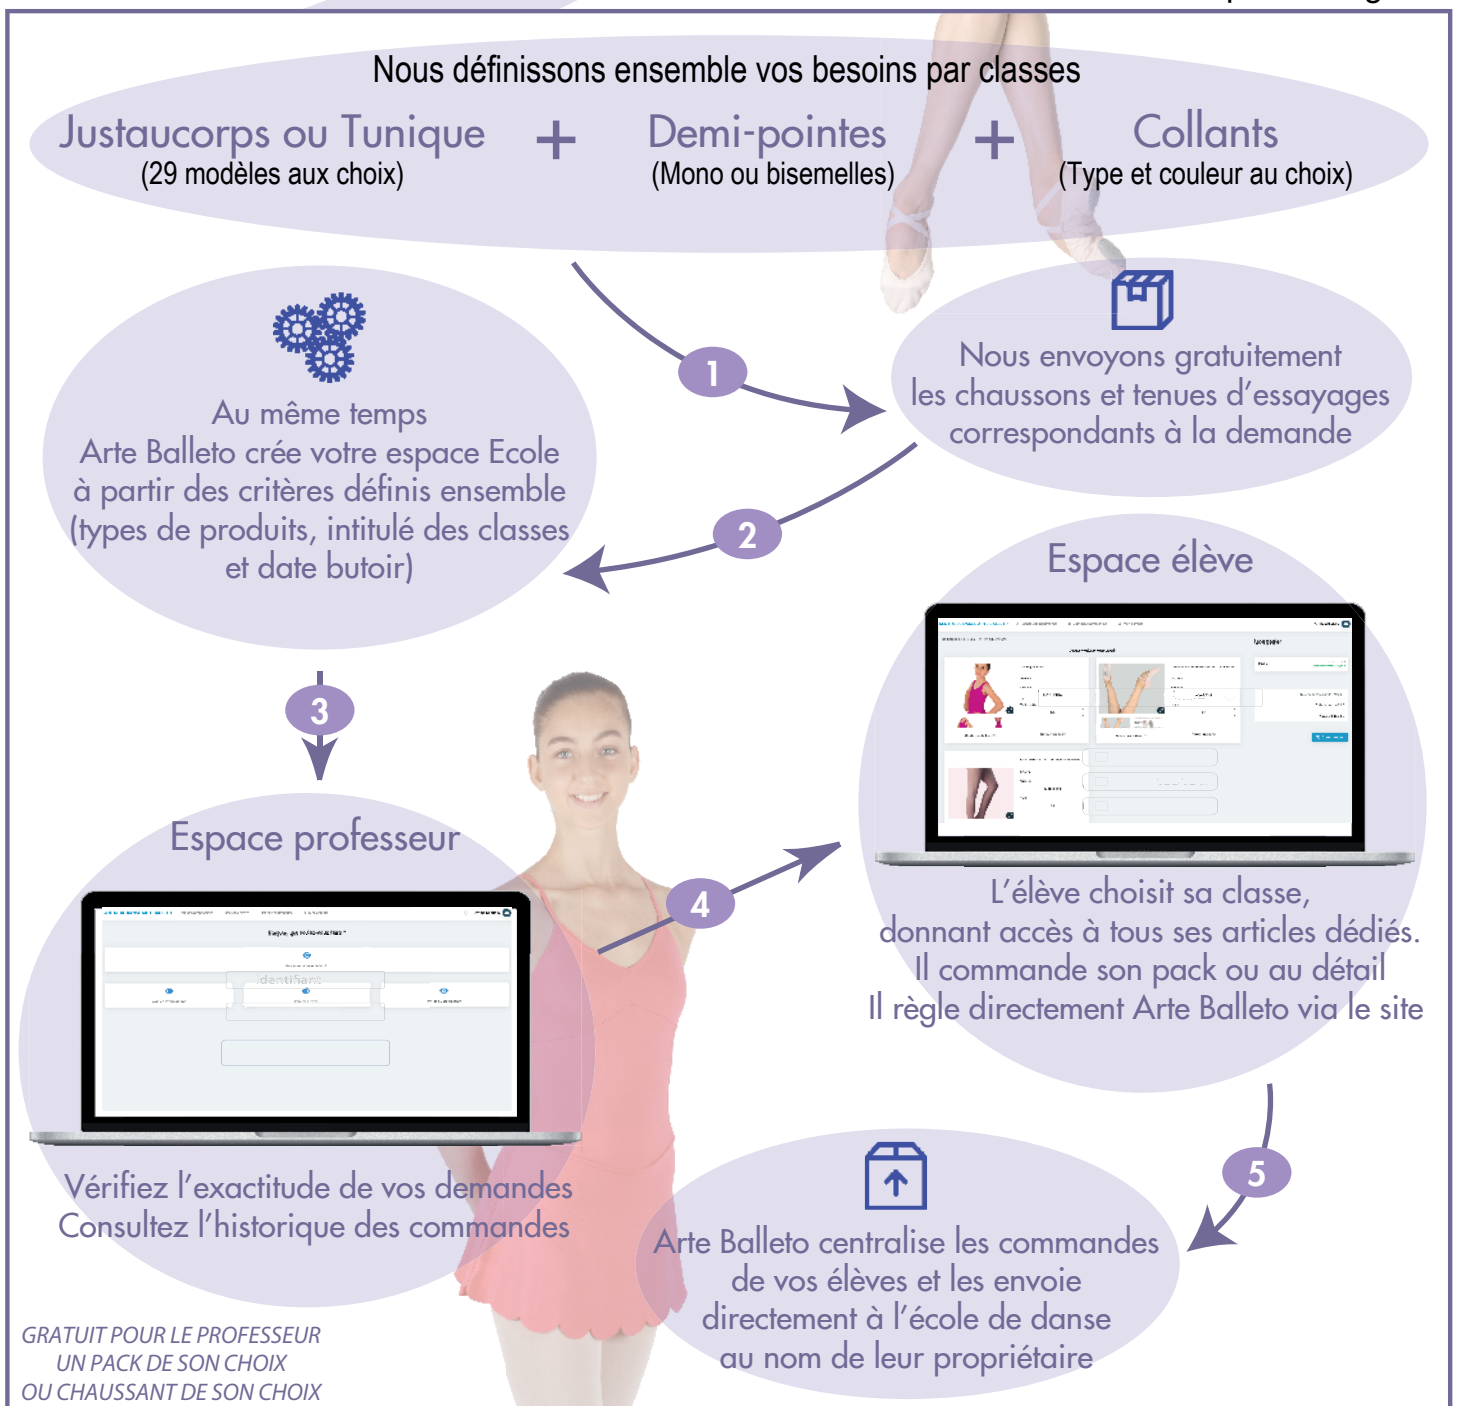 Nous définissons ensemble vos besoins par classes
Justaucorps ou Tunique + Demi-pointes + Collants
(29 modèles aux choix) (Mono ou bisemelles) (Type et couleur au choix)
1
Nous envoyons gratuitement
les chaussons et tenues d'essayages
correspondants à la demande
2
Au même temps
Arte Balleto crée votre espace Ecole
à partir des critères définis ensemble
(types de produits, intitulé des classes
et date butoir)
3
Espace professeur
identifiant
Vérifiez l'exactitude de vos demandes
Consultez l'historique des commandes
4
Espace élève
L'élève choisit sa classe,
donnant accès à tous ses articles dédiés.
Il commande son pack ou au détail
Il règle directement Arte Balleto via le site
5
Arte Balleto centralise les commandes
de vos élèves et les envoie
directement à l'école de danse
au nom de leur propriétaire
GRATUIT POUR LE PROFESSEUR
UN PACK DE SON CHOIX
OU CHAUSSANT DE SON CHOIX